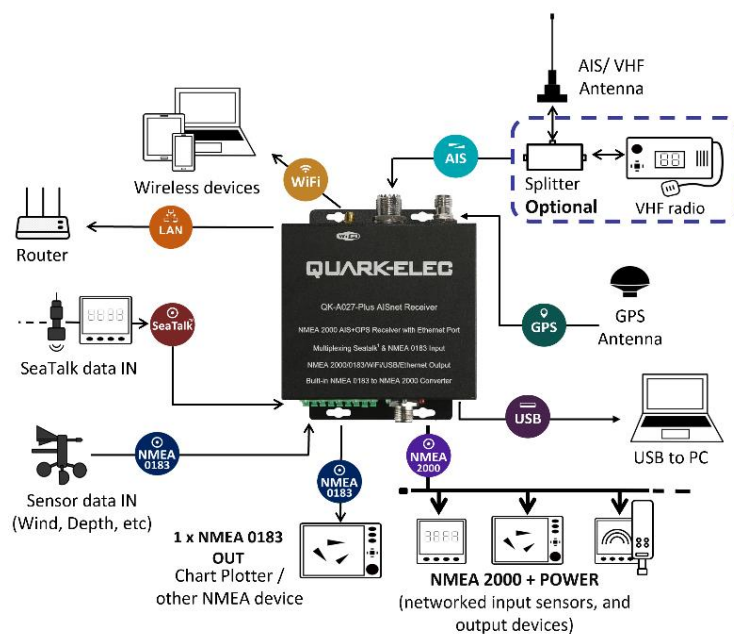 AIS/ VHF
Antenna
AIS
Splitter
Optional
VHF radio
WiFi
Wireless devices
LAN
Router
WiFi
QUARK-ELEC
QK-A027-Plus AISnet Receiver
NMEA 2000 AIS+GPS Receiver with Ethernet Port
Multiplexing Seatalk1 & NMEA 0183 Input
NMEA 2000/0183/WiFi/USB/Ethernet Output
Built-in NMEA 0183 to NMEA 2000 Converter
GPS
GPS
Antenna
SeaTalk
SeaTalk data IN
USB
USB to PC
NMEA
0183
Sensor data IN
(Wind, Depth, etc)
NMEA
0183
NMEA
2000
1 x NMEA 0183
OUT
Chart Plotter /
other NMEA device
NMEA 2000 + POWER
(networked input sensors, and
output devices)